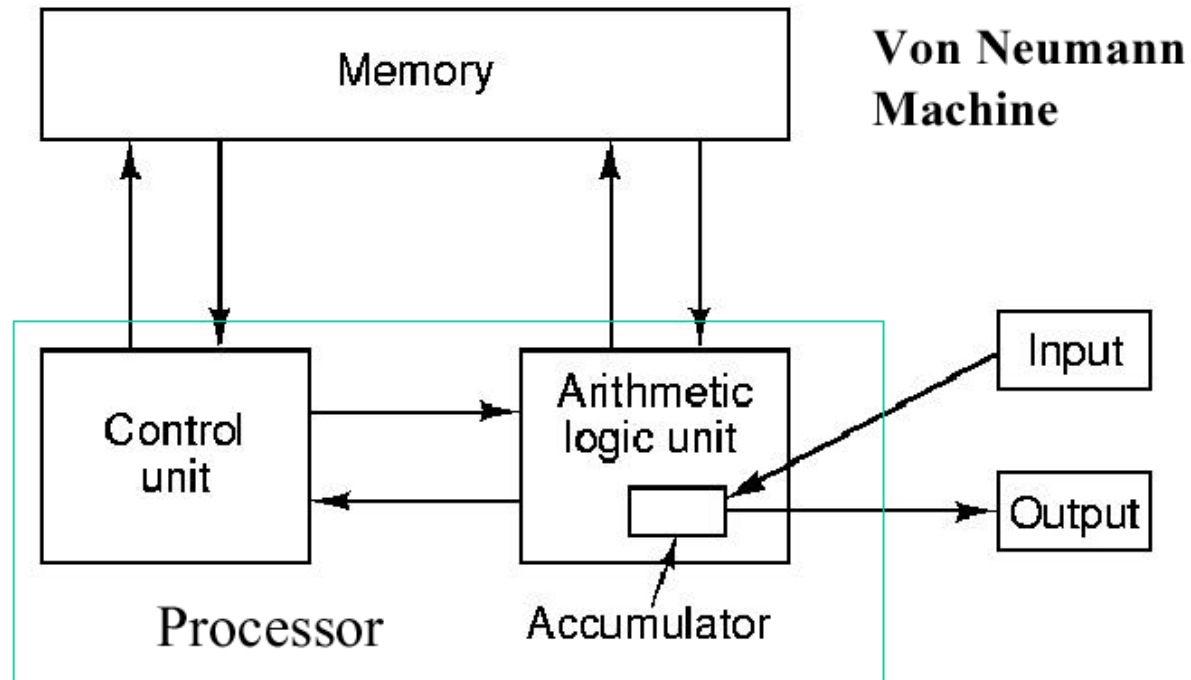 Memory
Von Neumann
Machine
Control
unit
Arithmetic
logic unit
Input
Output
Processor
Accumulator